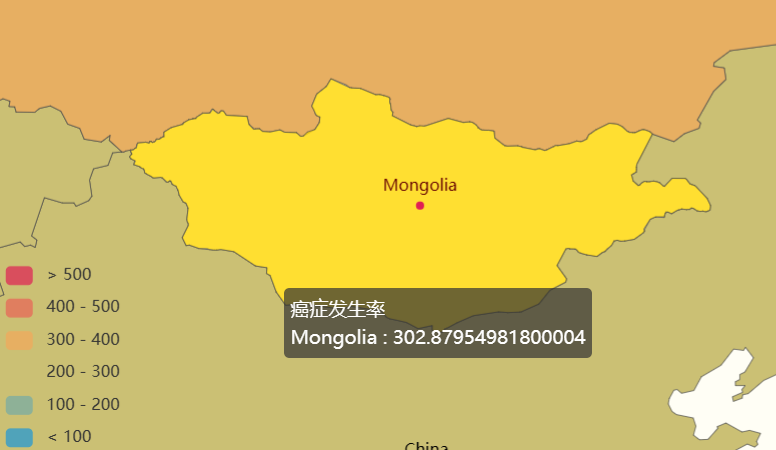 Mongolia
> 500
400 - 500
300 - 400
200 - 300
100 - 200
< 100
癌症发生率
Mongolia : 302.87954981800004
China